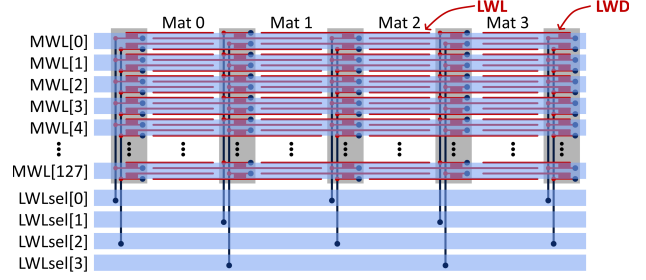 LWL LWD
Mat 0 Mat 1 Mat 2 Mat 3
MWL[0]
MWL[1]
MWL[2]
MWL[3]
MWL[4]
MWL[127]
LWLsel[0]
LWLsel[1]
LWLsel[2]
LWLsel[3]